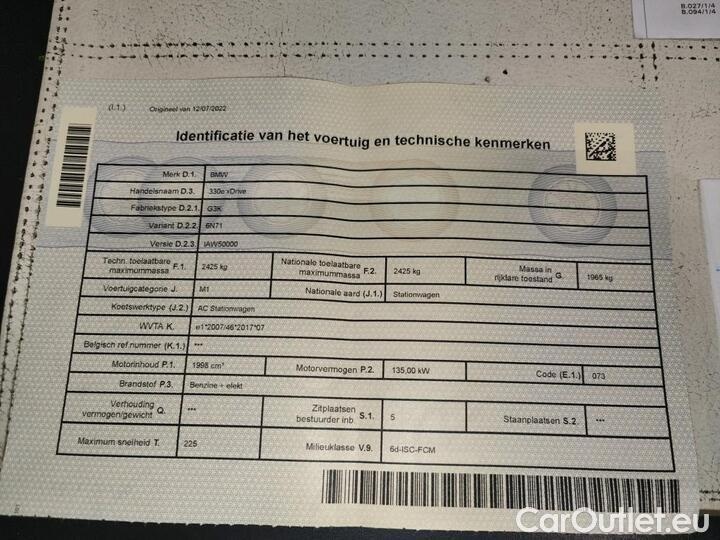 B.027/1/4
B.094/1/4
(I.1.) Origineel van 12/07/2022
Identificatie van het voertuig en technische kenmerken
Merk D.1. BMW
Handelsnaam D.3. 330e xDrive
Fabriekstype D.2.1. G3K
Variant D.2.2. 6N71
Versie D.2.3. IAW50000
Techn. toelaatbare maximummassa F.1. 2425 kg Nationale toelaatbare maximummassa F.2. 2425 kg Massa in rijklare toestand G. 1965 kg
Voertuigcategorie J. M1 Nationale aard (J.1.) Stationwagen
Koetswerktype (J.2.) AC Stationwagen
WVTA K. e1*2007/46*2017*07
Belgisch ref.nummer (K.1.) ***
Motorinhoud P.1. 1998 cm³ Motorvermogen P.2. 135,00 kW Code (E.1.) 073
Brandstof P.3. Benzine + elekt
Verhouding vermogen/gewicht Q. *** Zitplaatsen bestuurder inb S.1. 5 Staanplaatsen S.2. ***
Maximum snelheid T. 225 Milieuklasse V.9. 6d-ISC-FCM
CarOutlet.eu